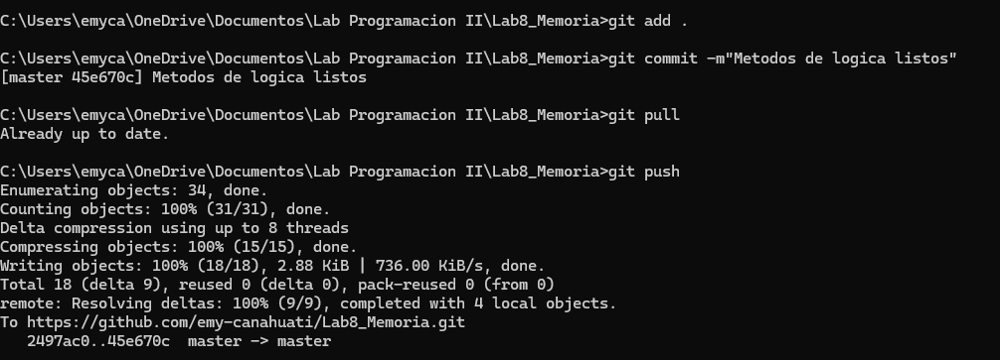 C:\Users\emyca\OneDrive\Documentos\Lab Programacion II\Lab8_Memoria>git add .
C:\Users\emyca\OneDrive\Documentos\Lab Programacion II\Lab8_Memoria>git commit -m"Metodos de logica listos"
[master 45e670c] Metodos de logica listos
C:\Users\emyca\OneDrive\Documentos\Lab Programacion II\Lab8_Memoria>git pull
Already up to date.
C:\Users\emyca\OneDrive\Documentos\Lab Programacion II\Lab8_Memoria>git push
Enumerating objects: 34, done.
Counting objects: 100% (31/31), done.
Delta compression using up to 8 threads
Compressing objects: 100% (15/15), done.
Writing objects: 100% (18/18), 2.88 KiB | 736.00 KiB/s, done.
Total 18 (delta 9), reused 0 (delta 0), pack-reused 0 (from 0)
remote: Resolving deltas: 100% (9/9), completed with 4 local objects.
To https://github.com/emy-canahuati/Lab8_Memoria.git
   2497ac0..45e670c  master -> master